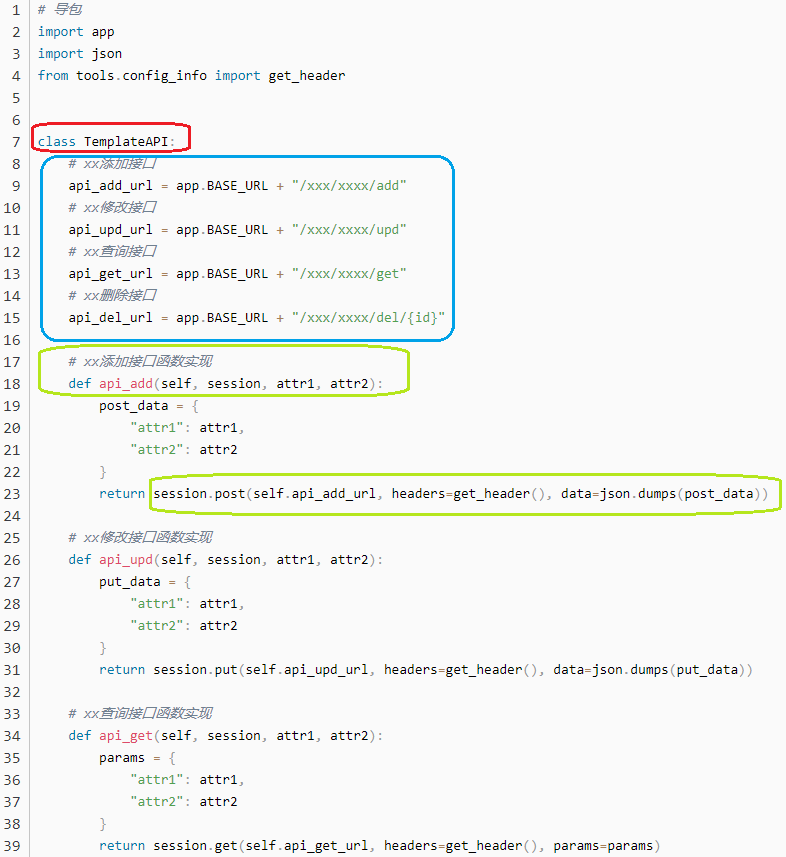 1 # 导包
2 import app
3 import json
4 from tools.config_info import get_header
5
6
7 class TemplateAPI:
8     # xx添加接口
9     api_add_url = app.BASE_URL + "/xxx/xxxx/add"
10     # xx修改接口
11     api_upd_url = app.BASE_URL + "/xxx/xxxx/upd"
12     # xx查询接口
13     api_get_url = app.BASE_URL + "/xxx/xxxx/get"
14     # xx删除接口
15     api_del_url = app.BASE_URL + "/xxx/xxxx/del/{id}"
16
17     # xx添加接口函数实现
18     def api_add(self, session, attr1, attr2):
19         post_data = {
20             "attr1": attr1,
21             "attr2": attr2
22         }
23         return session.post(self.api_add_url, headers=get_header(), data=json.dumps(post_data))
24
25     # xx修改接口函数实现
26     def api_upd(self, session, attr1, attr2):
27         put_data = {
28             "attr1": attr1,
29             "attr2": attr2
30         }
31         return session.put(self.api_upd_url, headers=get_header(), data=json.dumps(put_data))
32
33     # xx查询接口函数实现
34     def api_get(self, session, attr1, attr2):
35         params = {
36             "attr1": attr1,
37             "attr2": attr2
38         }
39         return session.get(self.api_get_url, headers=get_header(), params=params)